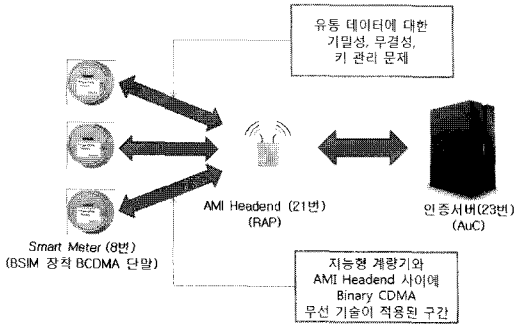 유통 데이터에 대한
기밀성, 무결성,
키 관리 문제
AMI Headend (21번)
(RAP)
인증서버(23번)
(AuC)
Smart Meter (8번)
(BSIM 장착 BCDMA 단말)
지능형 계량기와
AMI Headend 사이에
Binary CDMA
무선 기술이 적용된 구간